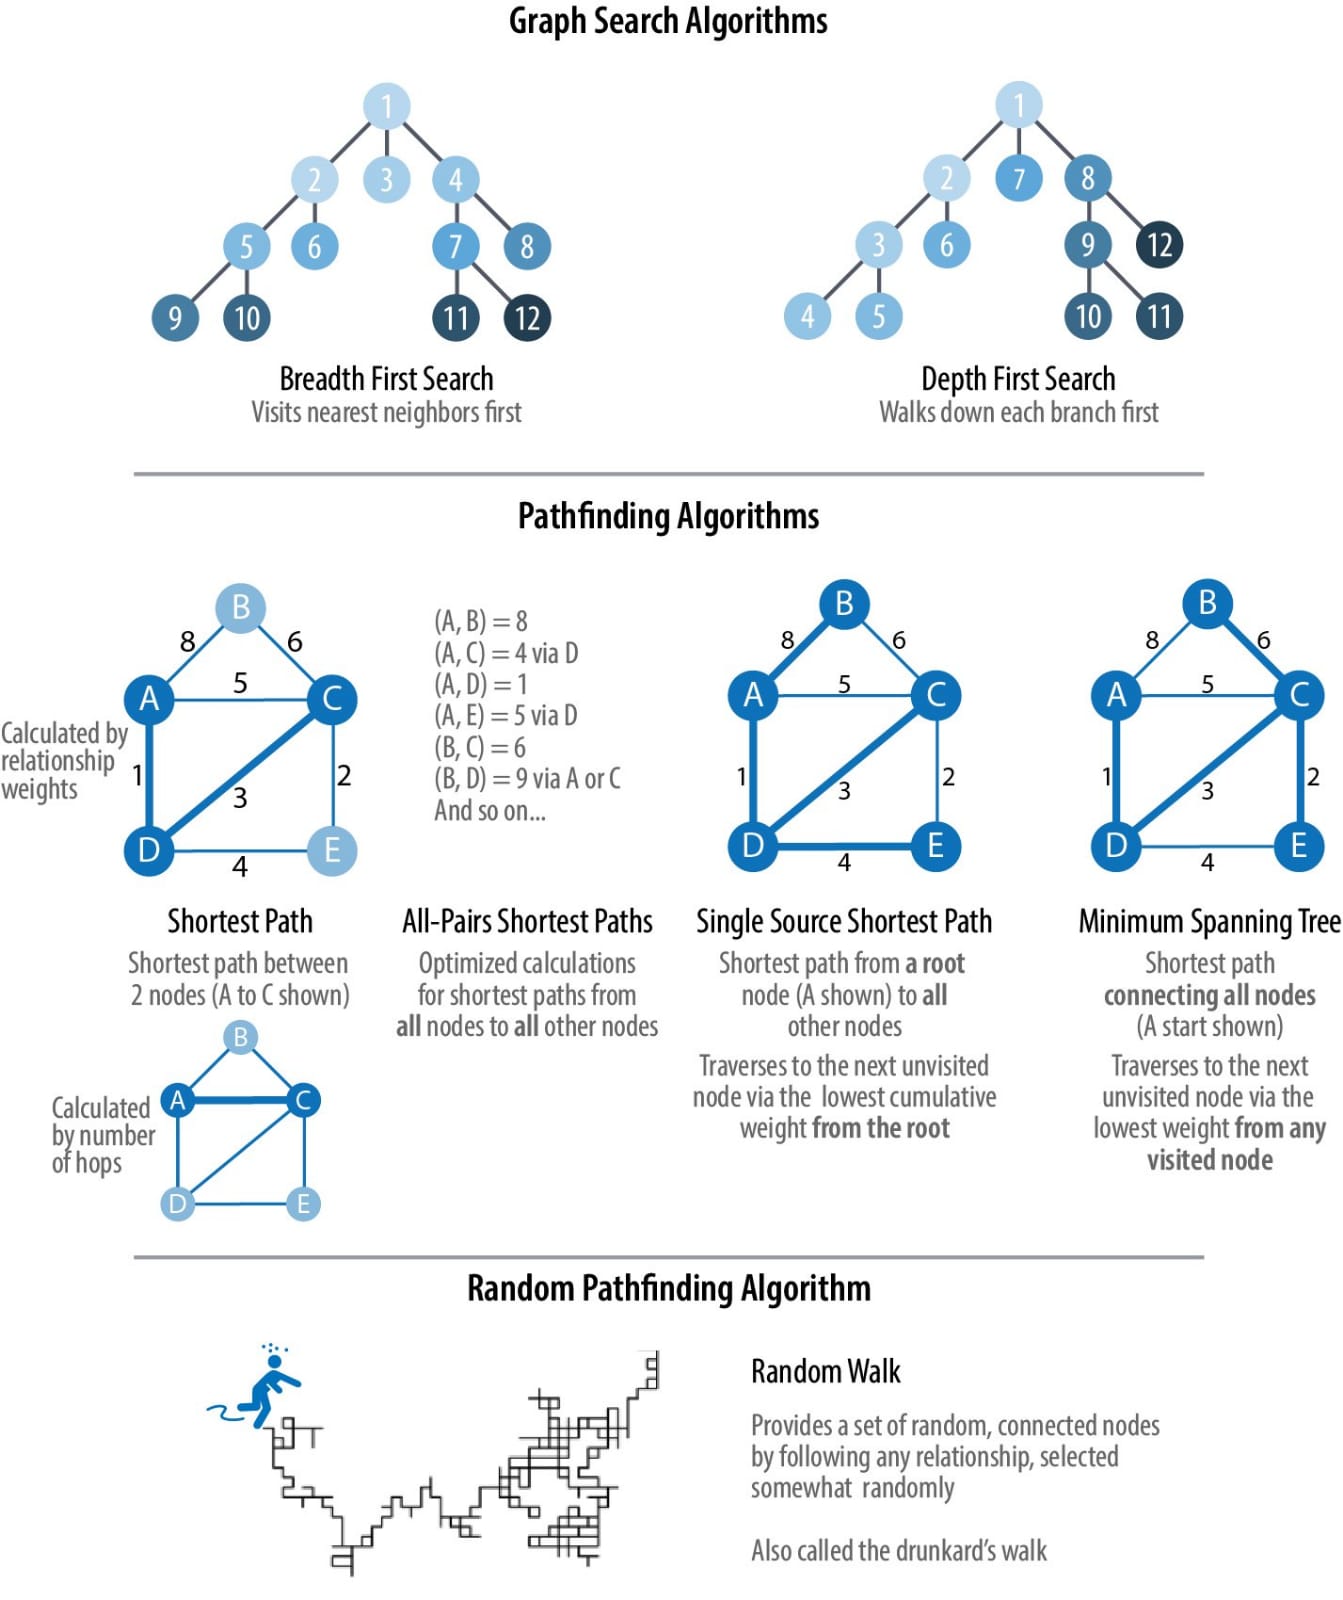 Graph Search Algorithms
1
2 3 4
5 6 7 8
9 10 11 12
Breadth First Search
Visits nearest neighbors first
1
2 7 8
3 6 9 12
4 5 10 11
Depth First Search
Walks down each branch first
Pathfinding Algorithms
Calculated by
relationship
weights
B
8 6
A 5 C
1 3 2
D 4 E
Shortest Path
Shortest path between
2 nodes (A to C shown)
Calculated
by number
of hops
B
A C
D E
(A, B) = 8
(A, C) = 4 via D
(A, D) = 1
(A, E) = 5 via D
(B, C) = 6
(B, D) = 9 via A or C
And so on...
All-Pairs Shortest Paths
Optimized calculations
for shortest paths from
all nodes to all other nodes
B
8 6
A 5 C
1 3 2
D 4 E
Single Source Shortest Path
Shortest path from a root
node (A shown) to all
other nodes
Traverses to the next unvisited
node via the lowest cumulative
weight from the root
B
8 6
A 5 C
1 3 2
D 4 E
Minimum Spanning Tree
Shortest path
connecting all nodes
(A start shown)
Traverses to the next
unvisited node via the
lowest weight from any
visited node
Random Pathfinding Algorithm
Random Walk
Provides a set of random, connected nodes
by following any relationship, selected
somewhat randomly
Also called the drunkard's walk